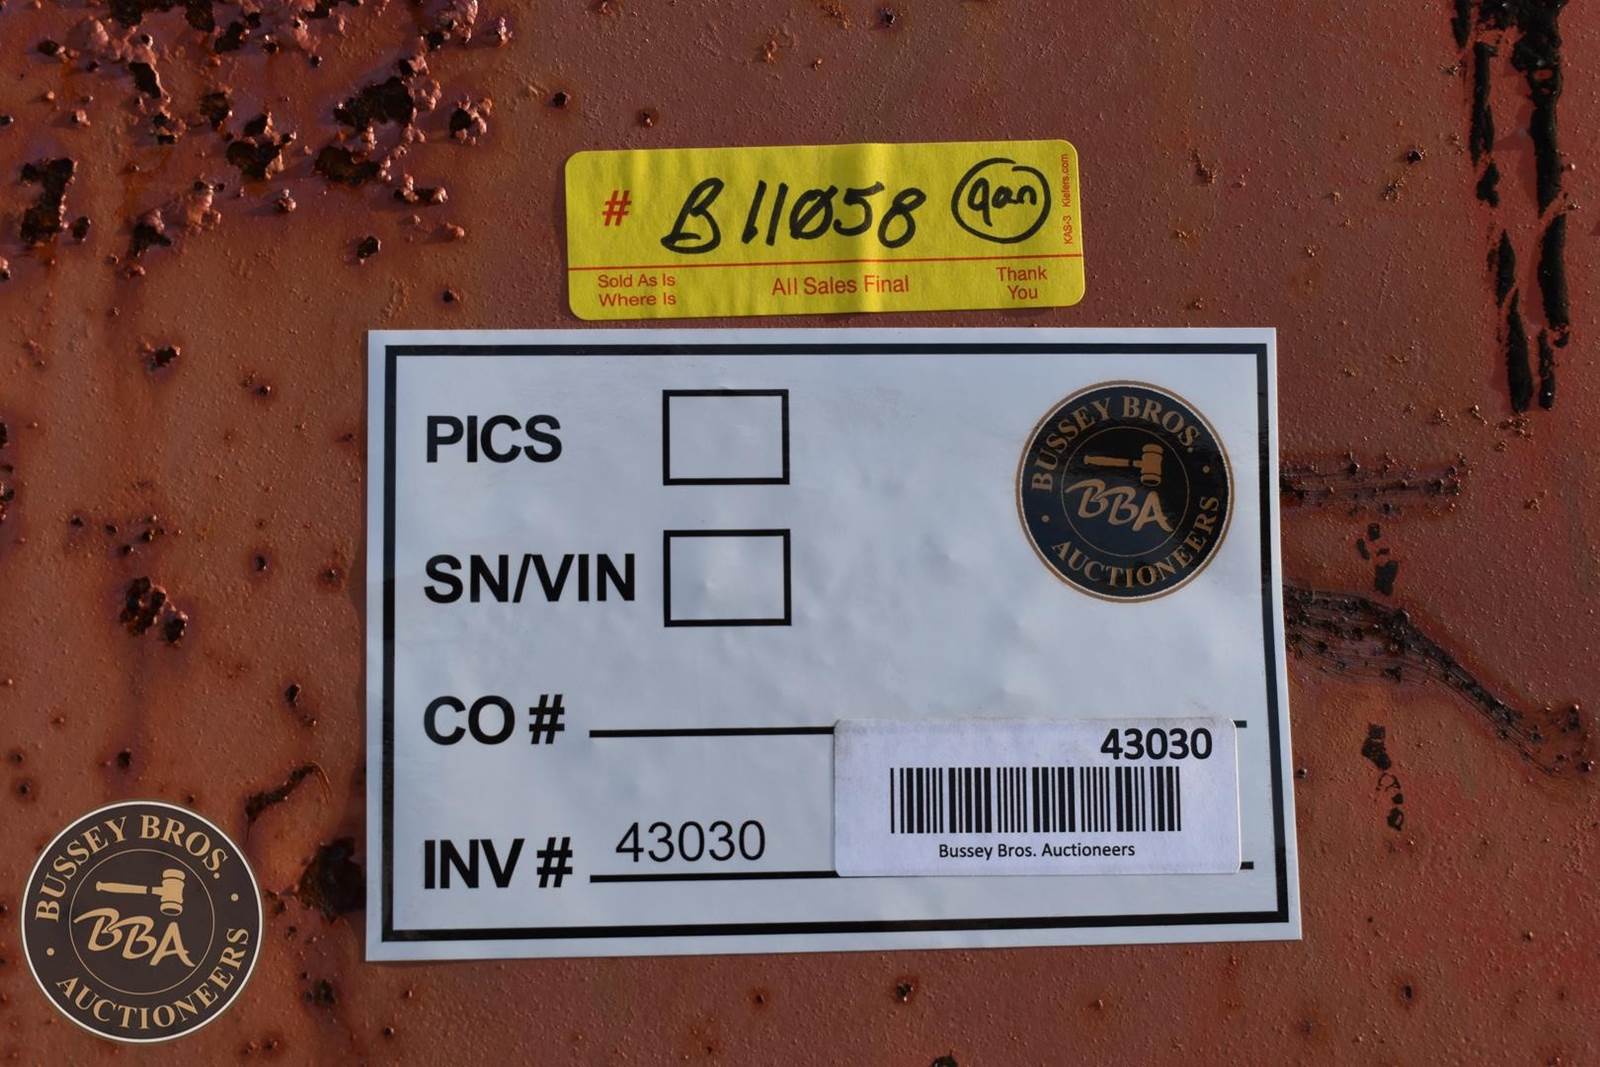 # B11058 Jan
KAS-3 Kiefers.com
Sold As Is
Where Is
All Sales Final
Thank
You
PICS
BUSSEY BROS.
BBA
AUCTIONEERS
SN/VIN
CO #
43030
INV # 43030
Bussey Bros. Auctioneers
BUSSEY BROS.
BBA
AUCTIONEERS